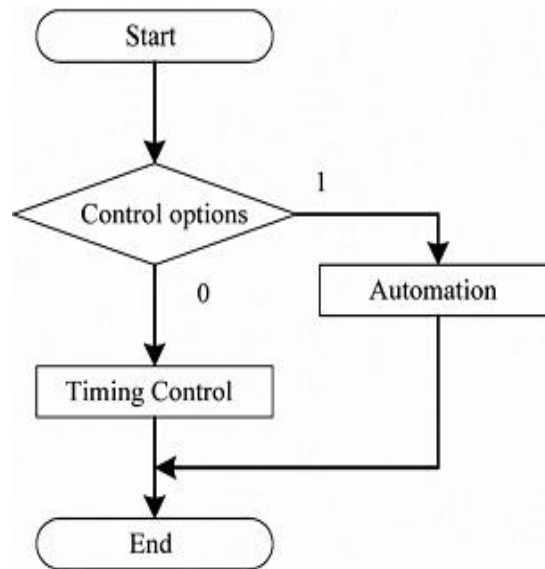 Start
Control options
1
0
Automation
Timing Control
End